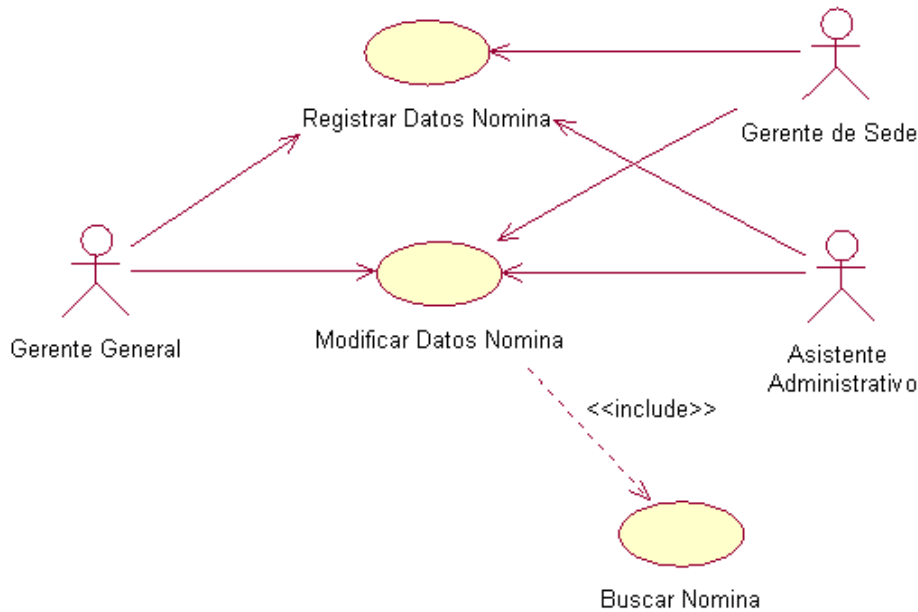 Registrar Datos Nomina
Gerente de Sede
Gerente General
Modificar Datos Nomina
Asistente
Administrativo
<<include>>
Buscar Nomina